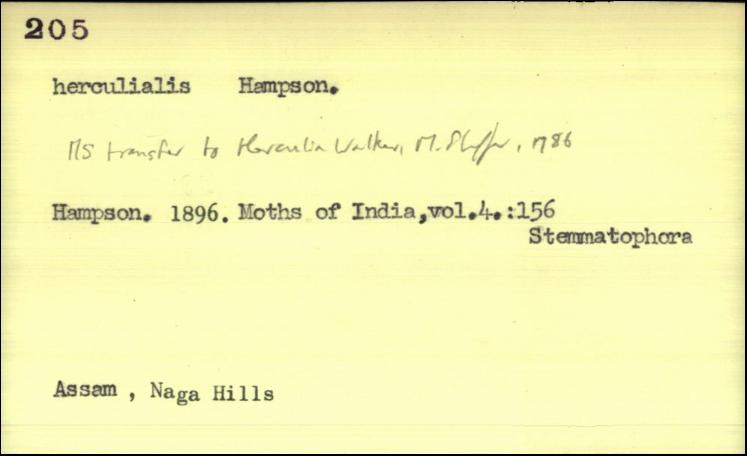 205
herculialis Hampson.
MS transfer to Herculia Walker, M. Shaffer, 1986
Hampson. 1896. Moths of India,vol.4.:156
Stemmatophora
Assam , Naga Hills